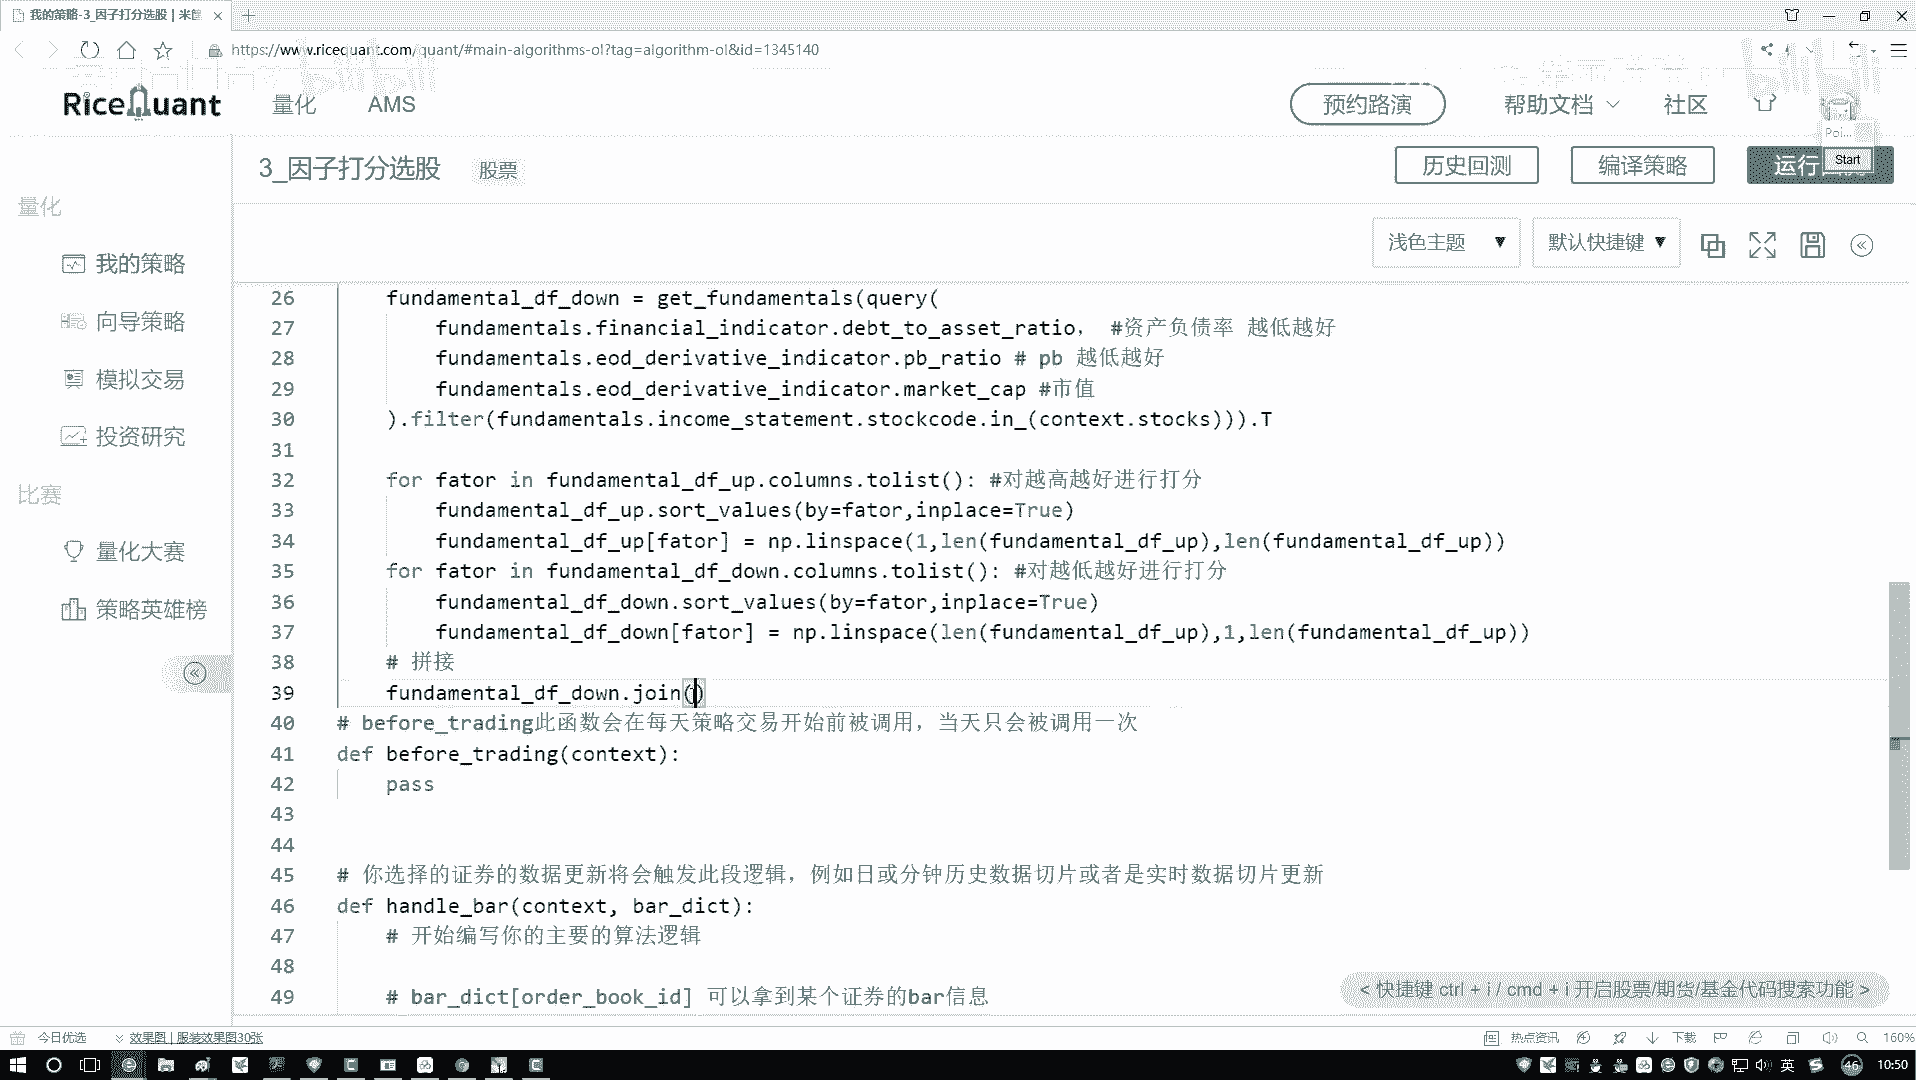 我的策略-3_因子打分选股 | 米
https://www.ricequant.com/quant/#main-algorithms-ol?tag=algorithm-ol&id=1345140
RiceQuant
量化
AMS
预约路演
帮助文档
社区
Poi...
Start
3_因子打分选股
股票
历史回测
编译策略
运行
量化
我的策略
向导策略
模拟交易
投资研究
比赛
量化大赛
策略英雄榜
浅色主题
默认快捷键
26 fundamental_df_down = get_fundamentals(query(
27 fundamentals.financial_indicator.debt_to_asset_ratio, #资产负债率 越低越好
28 fundamentals.eod_derivative_indicator.pb_ratio # pb 越低越好
29 fundamentals.eod_derivative_indicator.market_cap #市值
30 ).filter(fundamentals.income_statement.stockcode.in_(context.stocks))).T
31
32 for fator in fundamental_df_up.columns.tolist(): #对越高越好进行打分
33 fundamental_df_up.sort_values(by=fator,inplace=True)
34 fundamental_df_up[fator] = np.linspace(1,len(fundamental_df_up),len(fundamental_df_up))
35 for fator in fundamental_df_down.columns.tolist(): #对越低越好进行打分
36 fundamental_df_down.sort_values(by=fator,inplace=True)
37 fundamental_df_down[fator] = np.linspace(len(fundamental_df_up),1,len(fundamental_df_up))
38 # 拼接
39 fundamental_df_down.join()
40 # before_trading此函数会在每天策略交易开始前被调用，当天只会被调用一次
41 def before_trading(context):
42 pass
43
44
45 # 你选择的证券的数据更新将会触发此段逻辑，例如日或分钟历史数据切片或者是实时数据切片更新
46 def handle_bar(context, bar_dict):
47 # 开始编写你的主要的算法逻辑
48
49 # bar_dict[order_book_id] 可以拿到某个证券的bar信息
< 快捷键 ctrl + i / cmd + i 开启股票/期货/基金代码搜索功能 >
今日优选
效果图 | 服装效果图30张
热点资讯
下载
160%
英
46
10:50